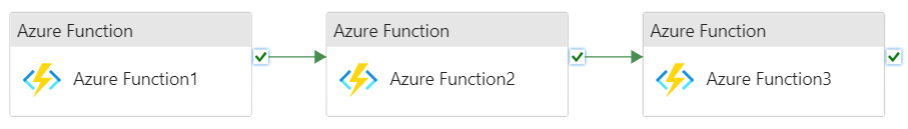 Azure Function
Azure Function1
Azure Function
Azure Function2
Azure Function
Azure Function3